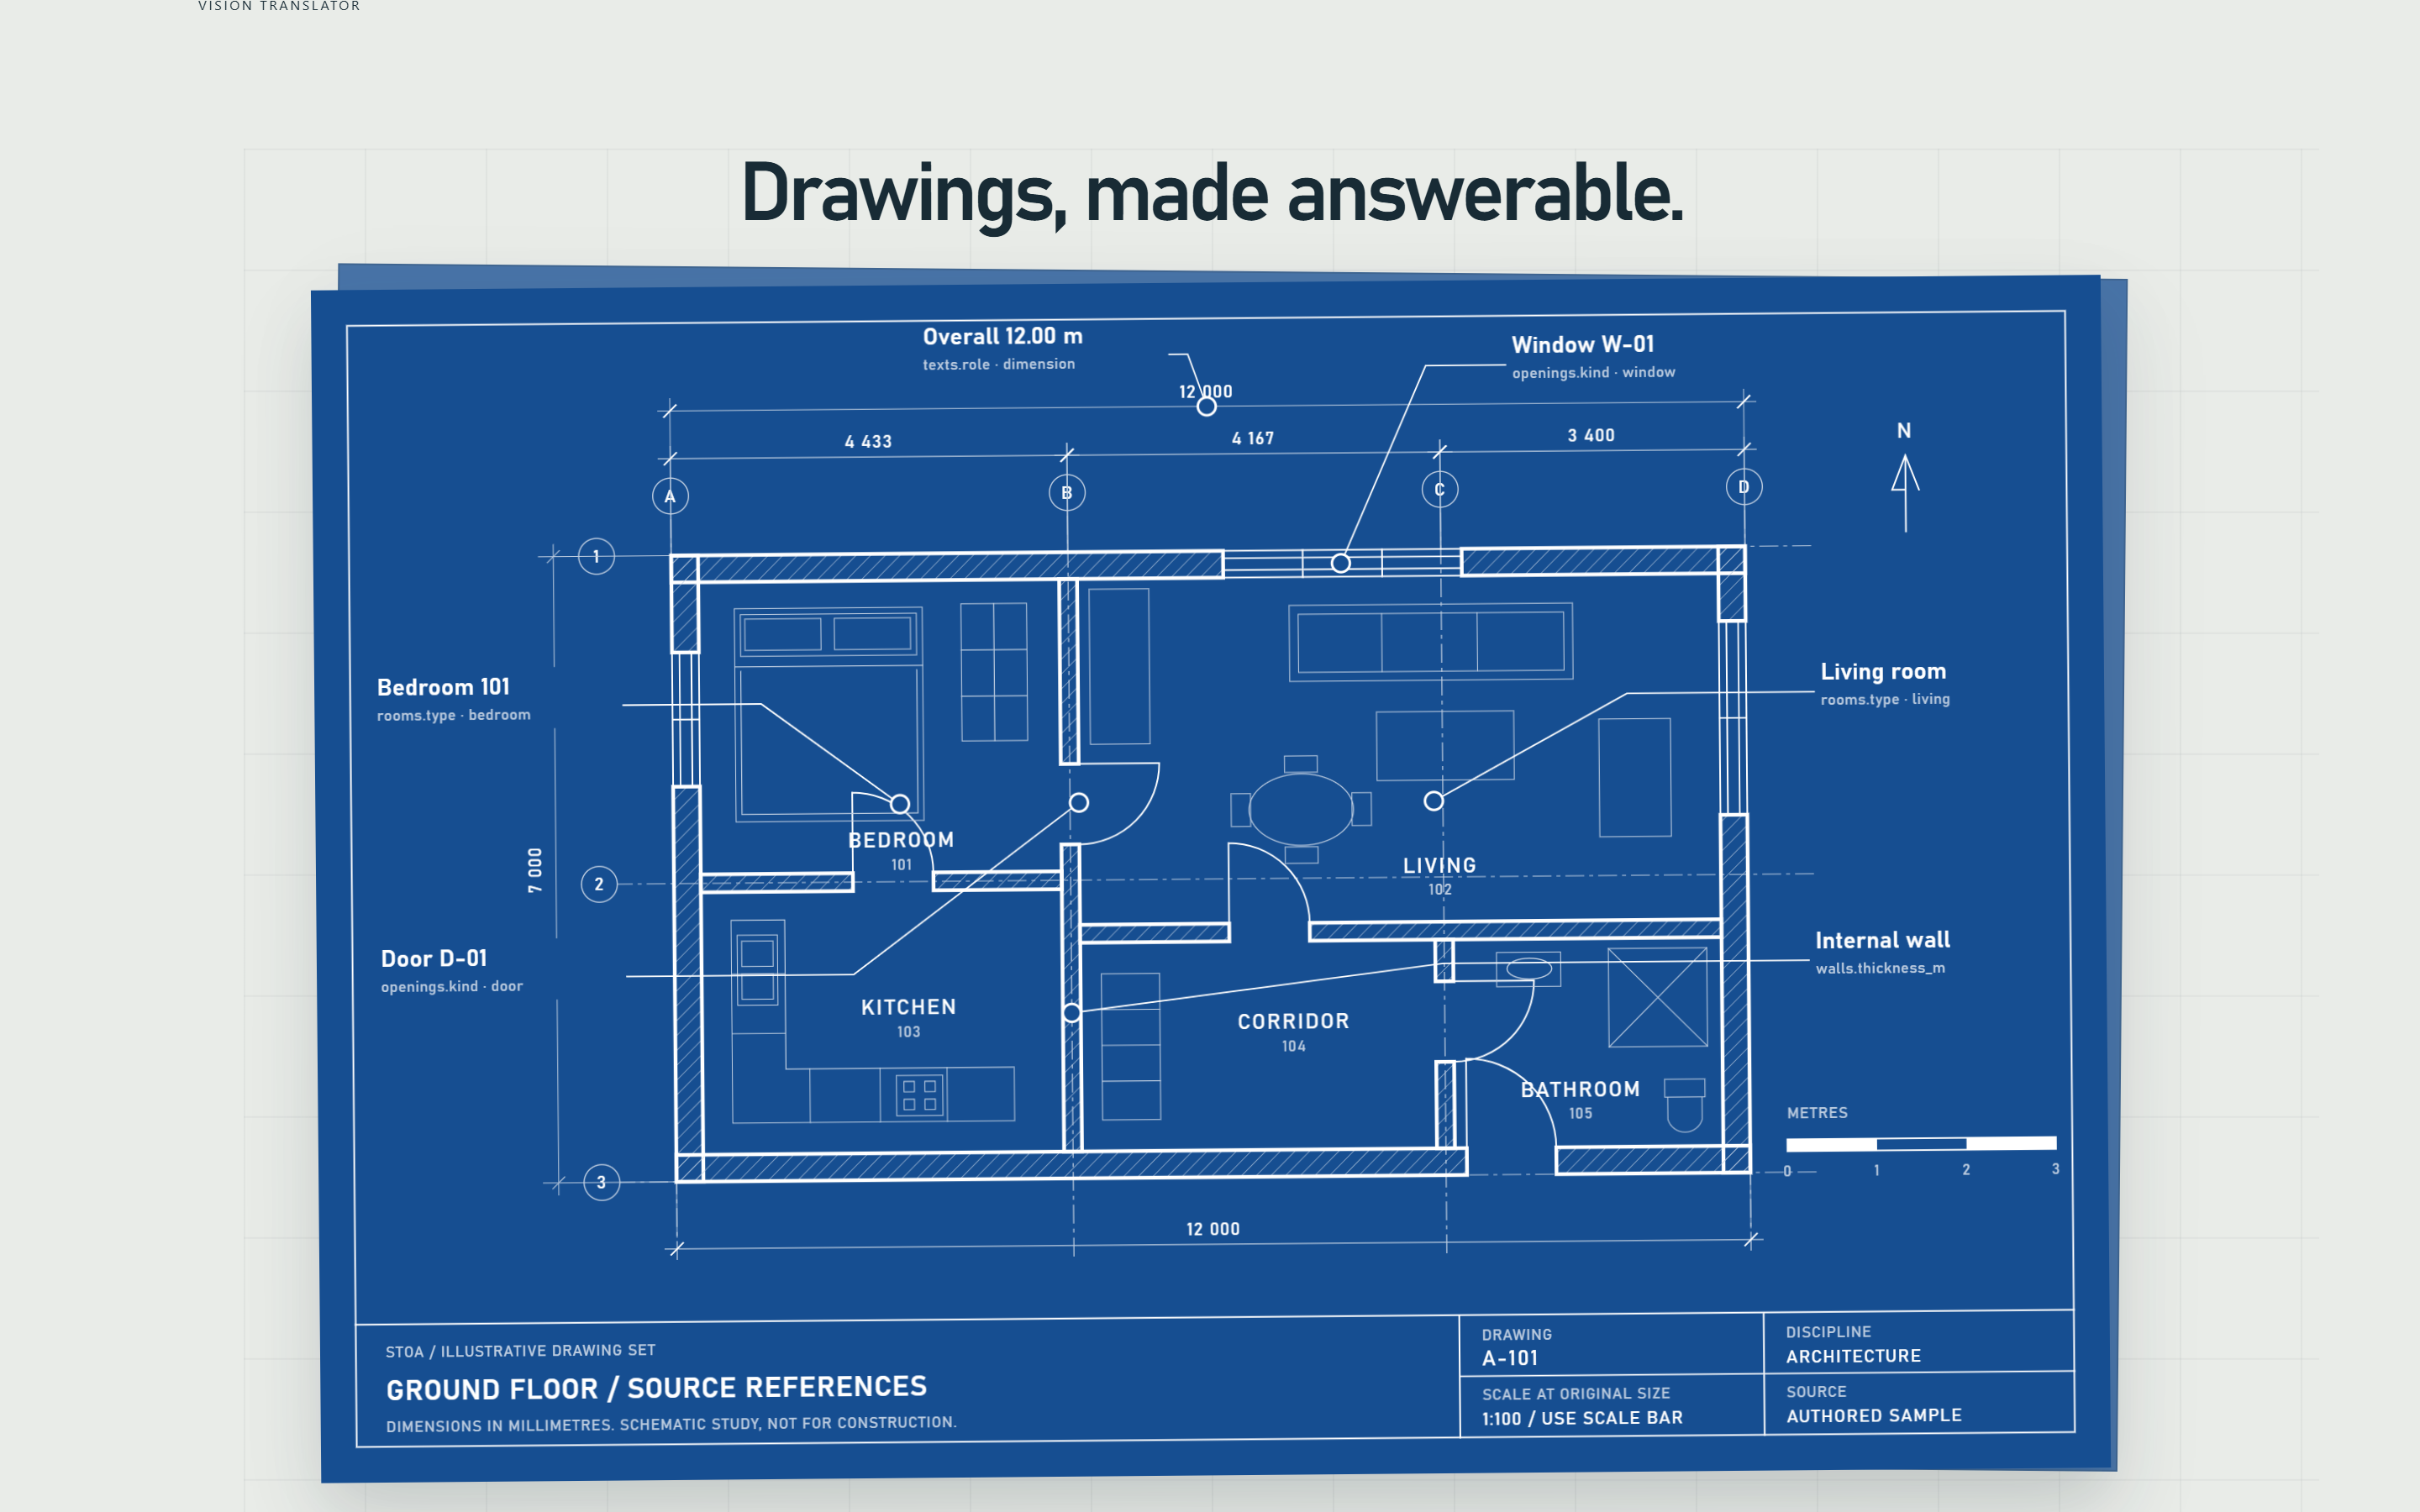 VISION TRANSLATOR
Drawings, made answerable.
Overall 12.00 m
texts.role · dimension
Window W-01
openings.kind · window
12 000
4 433
4 167
3 400
N
A
B
C
D
1
Bedroom 101
rooms.type · bedroom
Living room
rooms.type · living
BEDROOM
101
7 000
2
LIVING
102
Door D-01
openings.kind · door
Internal wall
walls.thickness_m
KITCHEN
103
CORRIDOR
104
BATHROOM
105
METRES
0 1 2 3
3
12 000
STOA / ILLUSTRATIVE DRAWING SET
GROUND FLOOR / SOURCE REFERENCES
DIMENSIONS IN MILLIMETRES. SCHEMATIC STUDY, NOT FOR CONSTRUCTION.
DRAWING
A-101
DISCIPLINE
ARCHITECTURE
SCALE AT ORIGINAL SIZE
1:100 / USE SCALE BAR
SOURCE
AUTHORED SAMPLE